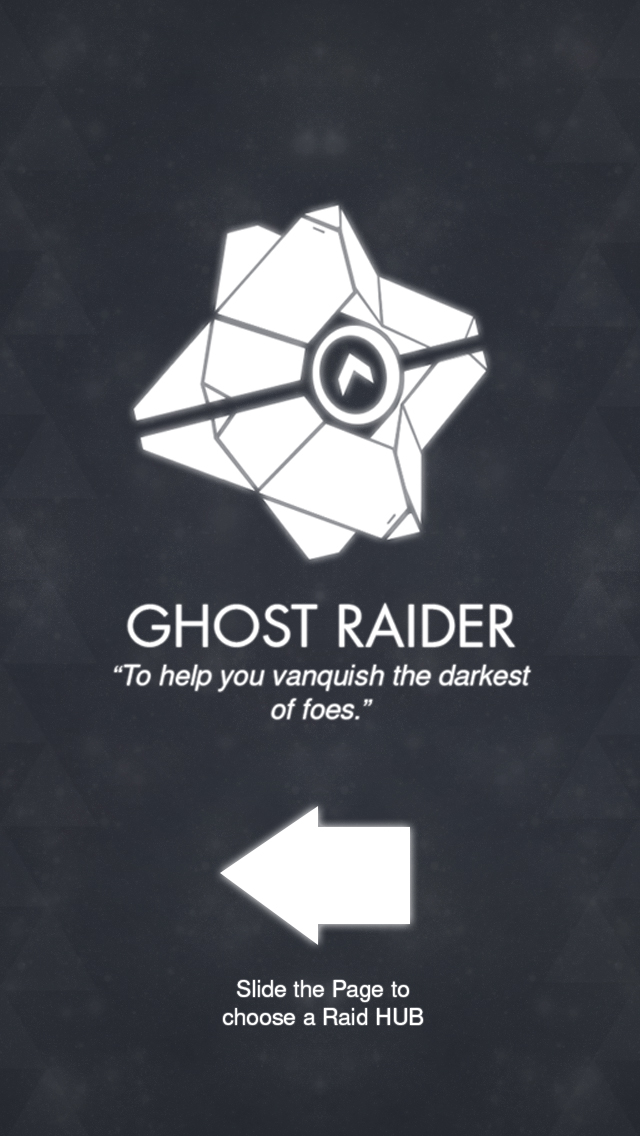 GHOST RAIDER
“To help you vanquish the darkest
of foes.”
Slide the Page to
choose a Raid HUB